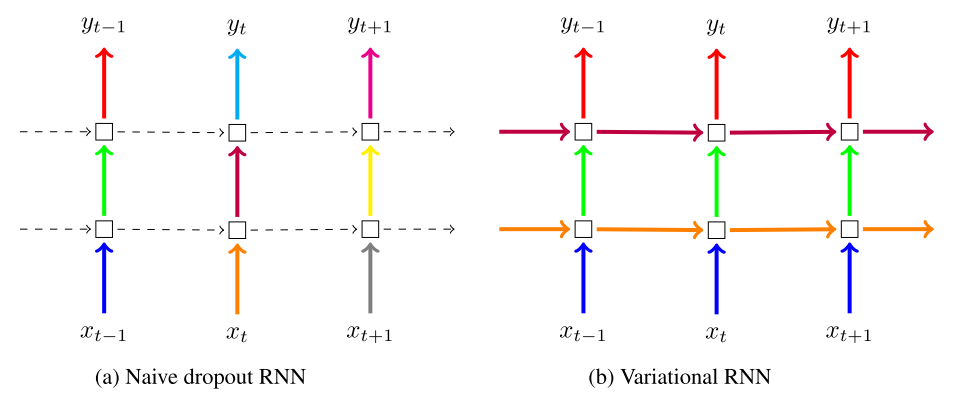 y_{t−1} y_t y_{t+1} y_{t−1} y_t y_{t+1}
x_{t−1} x_t x_{t+1} x_{t−1} x_t x_{t+1}
(a) Naive dropout RNN (b) Variational RNN